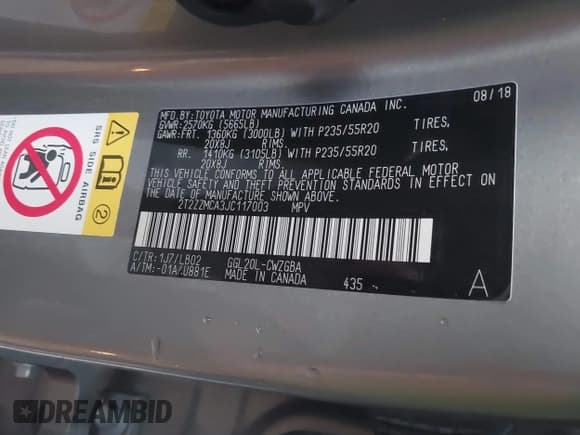 MFD.BY:TOYOTA MOTOR MANUFACTURING CANADA INC. 08/18
GVWR:2570KG (5665LB)
GAWR:FRT. 1360KG (3000LB) WITH P235/55R20 TIRES,
20X8J RIMS.
RR. 1410KG (3105LB) WITH P235/55R20 TIRES,
20X8J RIMS.
THIS VEHICLE CONFORMS TO ALL APPLICABLE FEDERAL MOTOR
VEHICLE SAFETY AND THEFT PREVENTION STANDARDS IN EFFECT ON
THE DATE OF MANUFACTURE SHOWN ABOVE.
2T2ZZMCA3JC117003 MPV
C/TR:1J7/LB02 GGL20L-CWZGBA
A/TM:-01A/U881E MADE IN CANADA 435 A
SRS SIDE AIRBAG
DREAMBID